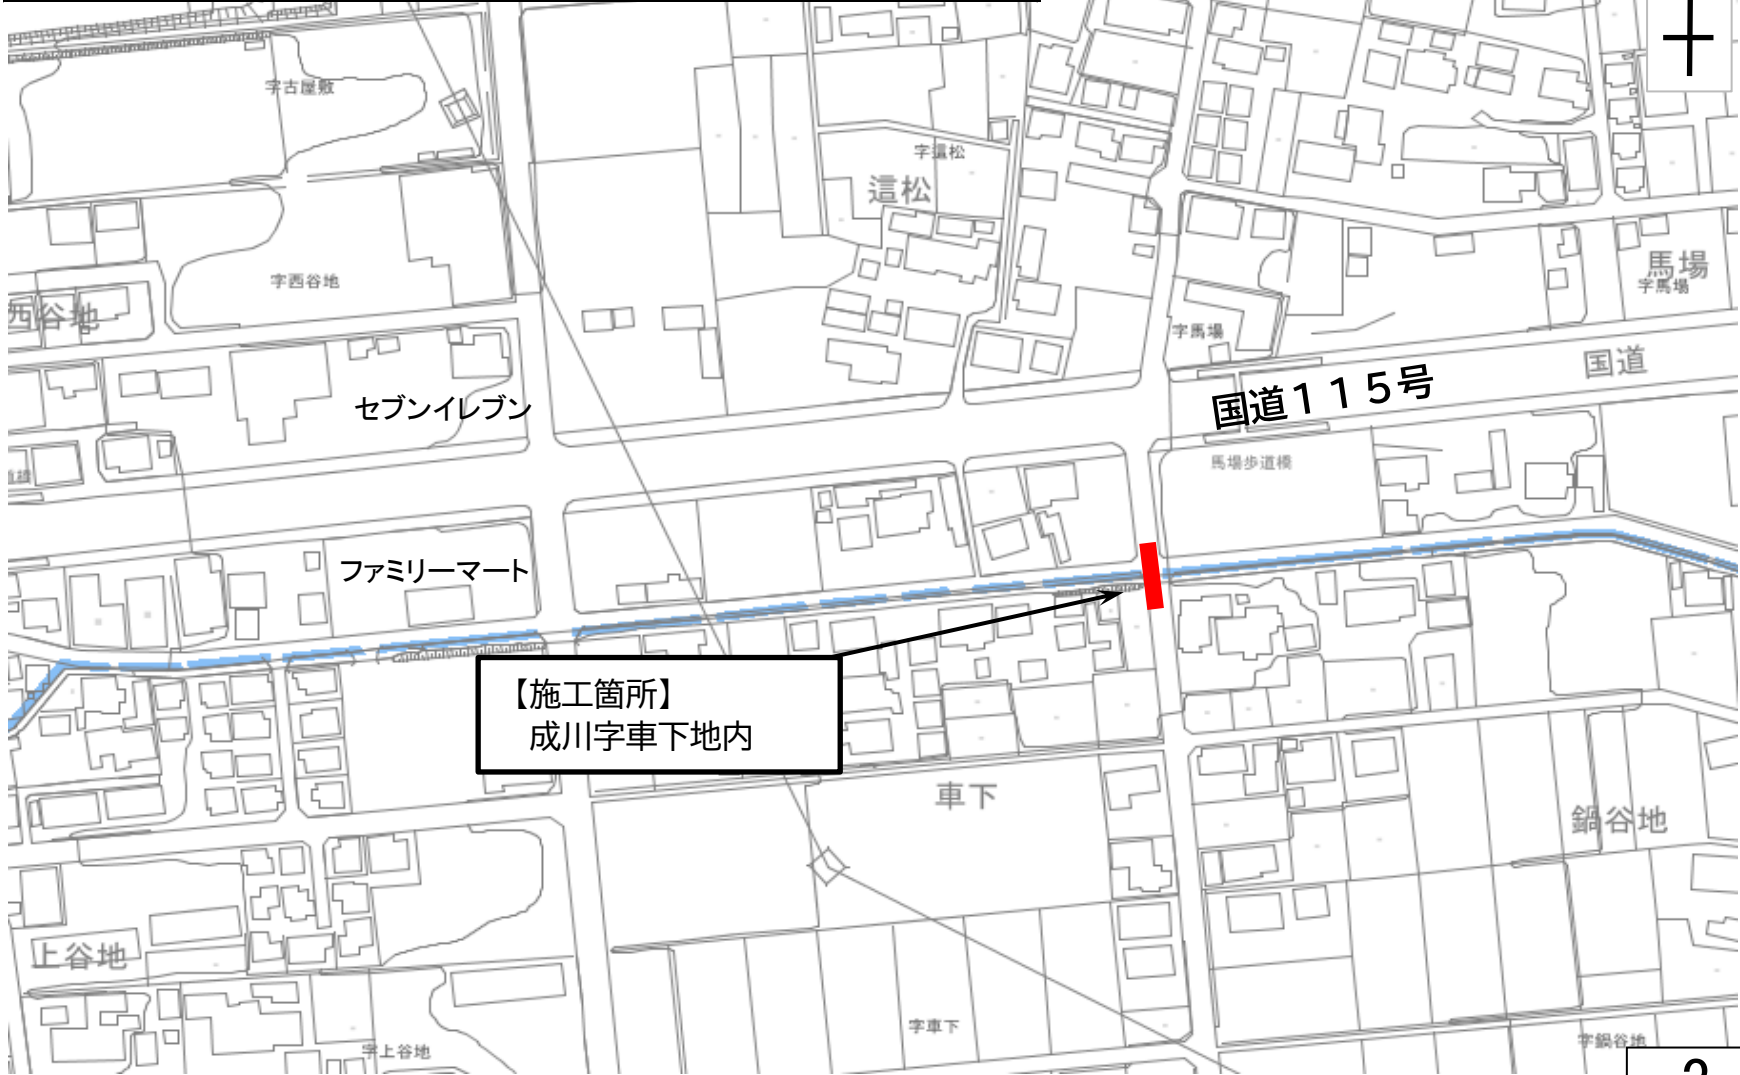 字古屋敷
字這松
這松
字西谷地
西谷地
馬場
字馬場
字馬場
国道
国道115号
セブンイレブン
馬場歩道橋
ファミリーマート
【施工箇所】
成川字車下地内
車下
鍋谷地
上谷地
字車下
字上谷地
字鍋谷地